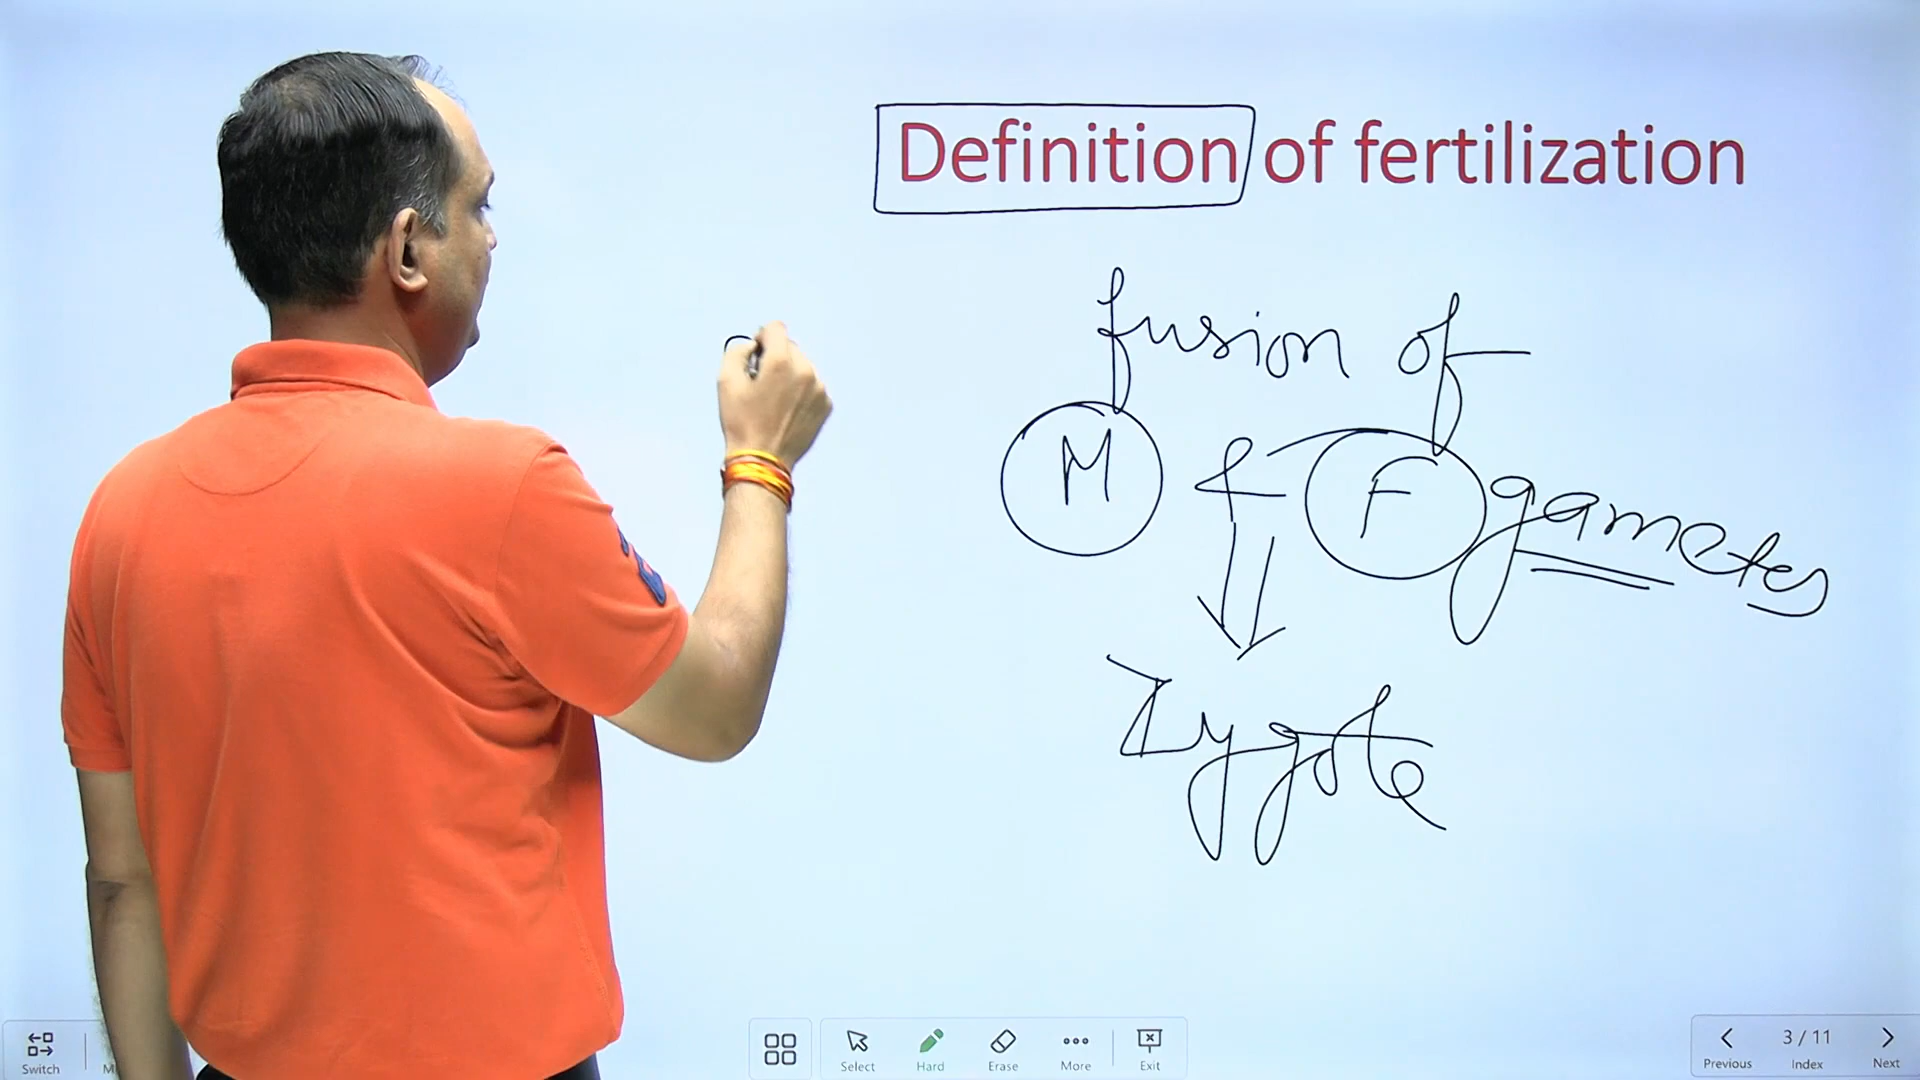 Definition of fertilization
fusion of
M & F gametes
Zygote
Switch
Select
Hard
Erase
More
Exit
Previous
3 / 11
Index
Next